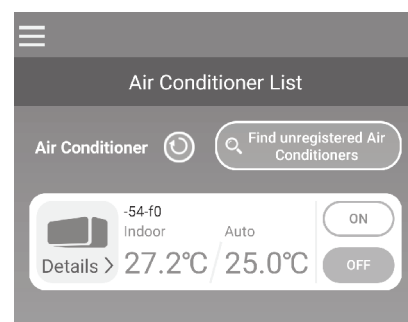 Air Conditioner List
Air Conditioner
Find unregistered Air
Conditioners
-54-f0
Indoor
Auto
ON
Details >
27.2℃
25.0℃
OFF